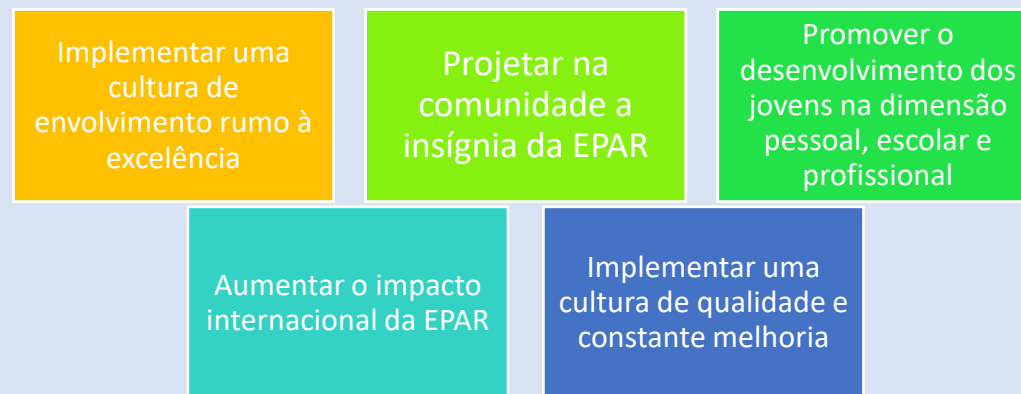 Implementar uma
cultura de
envolvimento rumo à
excelência
Projetar na
comunidade a
insígnia da EPAR
Promover o
desenvolvimento dos
jovens na dimensão
pessoal, escolar e
profissional
Aumentar o impacto
internacional da EPAR
Implementar uma
cultura de qualidade e
constante melhoria